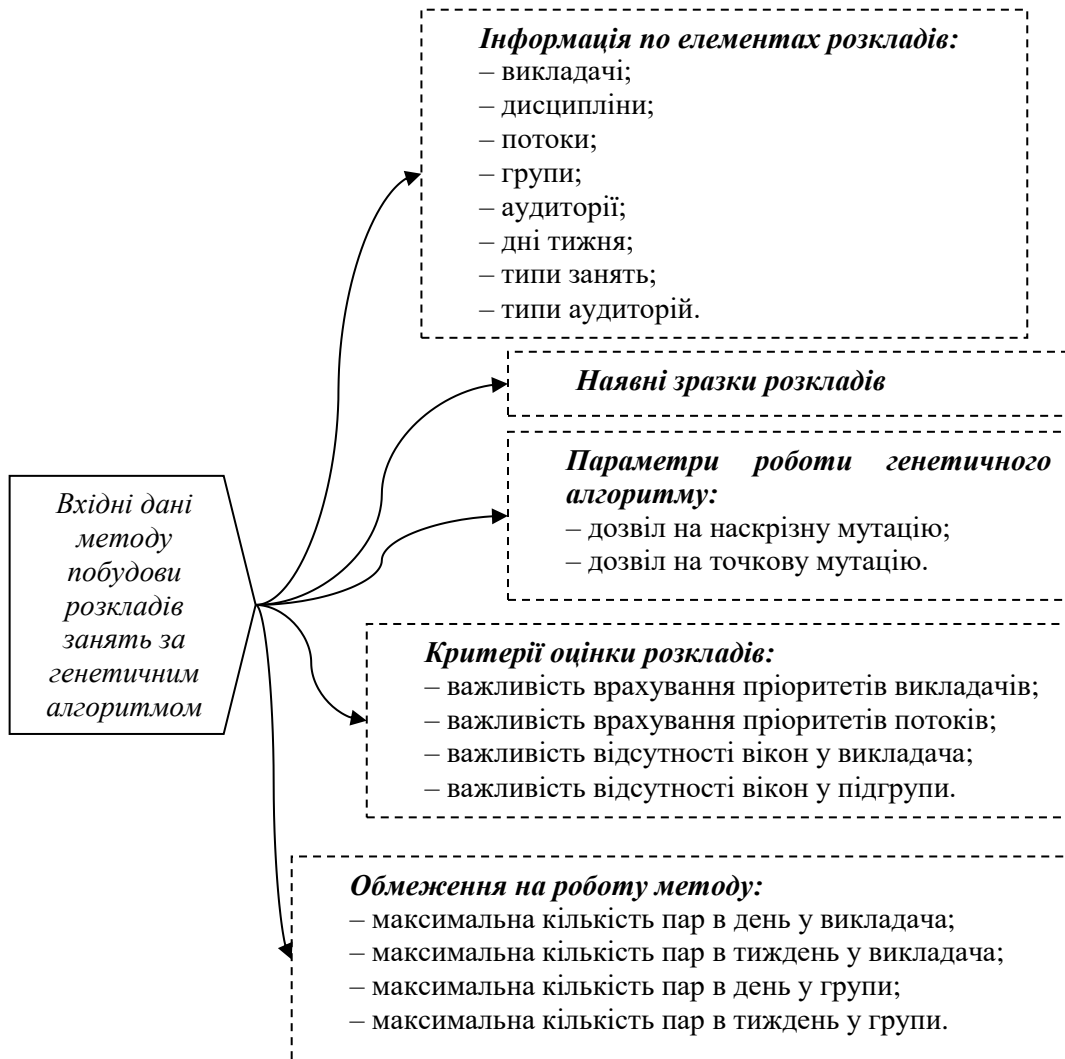 Інформація по елементах розкладів:
– викладачі;
– дисципліни;
– потоки;
– групи;
– аудиторії;
– дні тижня;
– типи занять;
– типи аудиторій.
Наявні зразки розкладів
Параметри роботи генетичного
алгоритму:
– дозвіл на наскрізну мутацію;
– дозвіл на точкову мутацію.
Вхідні дані
методу
побудови
розкладів
занять за
генетичним
алгоритмом
Критерії оцінки розкладів:
– важливість врахування пріоритетів викладачів;
– важливість врахування пріоритетів потоків;
– важливість відсутності вікон у викладача;
– важливість відсутності вікон у підгрупи.
Обмеження на роботу методу:
– максимальна кількість пар в день у викладача;
– максимальна кількість пар в тиждень у викладача;
– максимальна кількість пар в день у групи;
– максимальна кількість пар в тиждень у групи.